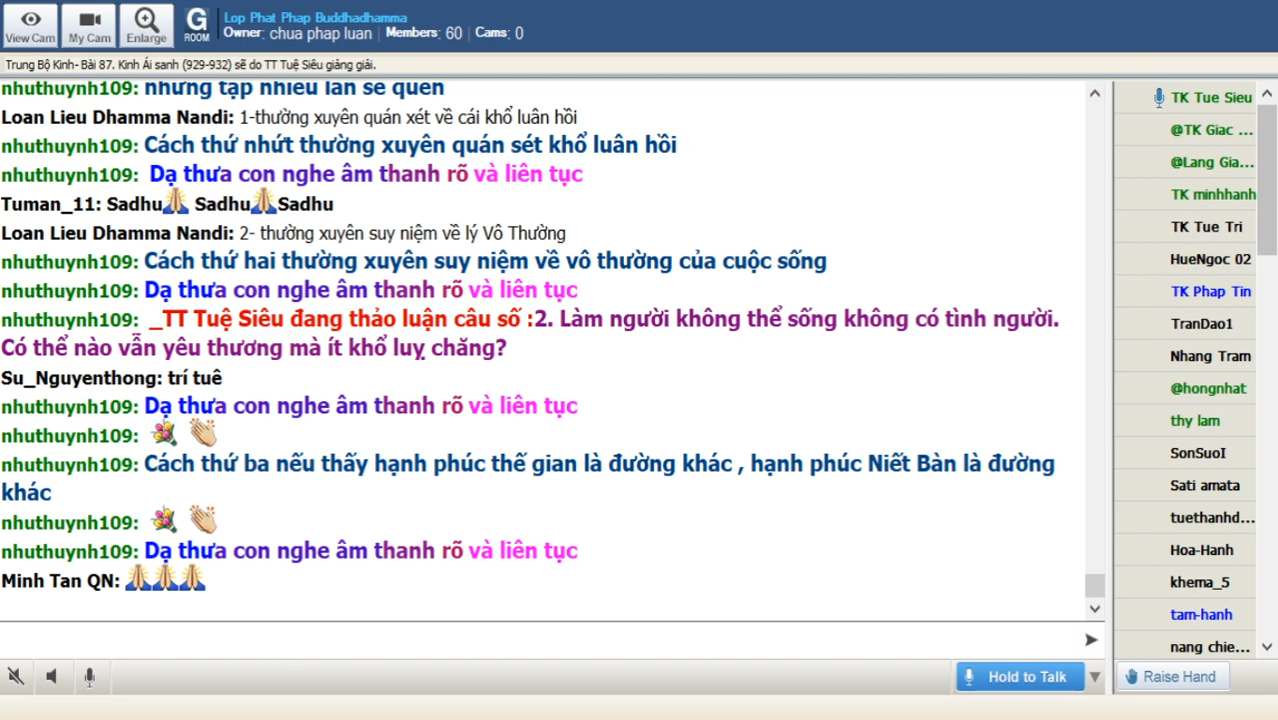 View Cam
My Cam
Enlarge
G
ROOM
Lop Phat Phap Buddhadhamma
Owner: chua phap luan Members: 60 Cams: 0
Trung Bộ Kinh- Bài 87. Kinh Ái sanh (929-932) sẽ do TT Tuệ Siêu giảng giải.
nhuthuynh109: nhưng tập nhiều lần sẽ quen
Loan Lieu Dhamma Nandi: 1-thường xuyên quán xét về cái khổ luân hồi
nhuthuynh109: Cách thứ nhứt thường xuyên quán sét khổ luân hồi
nhuthuynh109: Dạ thưa con nghe âm thanh rõ và liên tục
Tuman_11: Sadhu🙏 Sadhu🙏Sadhu
Loan Lieu Dhamma Nandi: 2- thường xuyên suy niệm về lý Vô Thường
nhuthuynh109: Cách thứ hai thường xuyên suy niệm về vô thường của cuộc sống
nhuthuynh109: Dạ thưa con nghe âm thanh rõ và liên tục
nhuthuynh109: _TT Tuệ Siêu đang thảo luận câu số :2. Làm người không thể sống không có tình người.
Có thể nào vẫn yêu thương mà ít khổ luỵ chăng?
Su_Nguyenthong: trí tuê
nhuthuynh109: Dạ thưa con nghe âm thanh rõ và liên tục
nhuthuynh109: 💐 👏
nhuthuynh109: Cách thứ ba nếu thấy hạnh phúc thế gian là đường khác , hạnh phúc Niết Bàn là đường
khác
nhuthuynh109: 💐 👏
nhuthuynh109: Dạ thưa con nghe âm thanh rõ và liên tục
Minh Tan QN: 🙏🙏🙏
TK Tue Sieu
@TK Giac ...
@Lang Gia...
TK minhhanh
TK Tue Tri
HueNgoc 02
TK Phap Tin
TranDao1
Nhang Tram
@hongnhat
thy lam
SonSuoI
Sati amata
tuethanhd...
Hoa-Hanh
khema_5
tam-hanh
nang chie...
Hold to Talk
Raise Hand